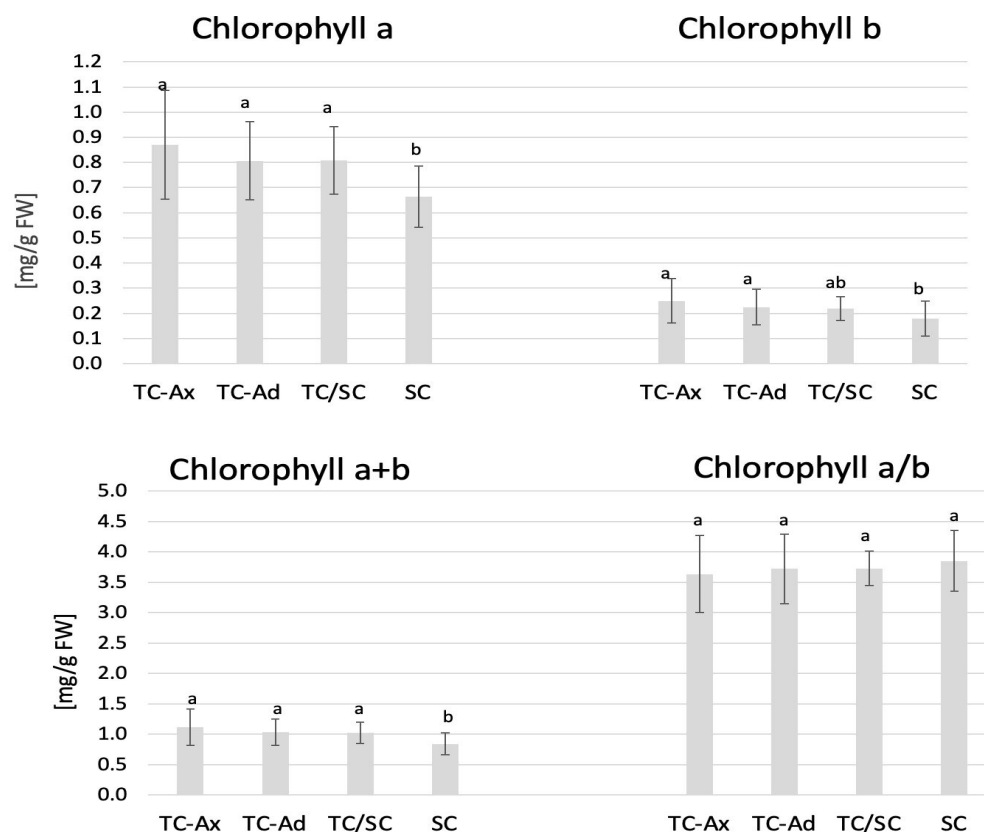 Chlorophyll a
Chlorophyll b
[mg/g FW]
1.2
1.1
1.0
0.9
0.8
0.7
0.6
0.5
0.4
0.3
0.2
0.1
0.0
a
a
a
b
a
a
ab
b
TC-Ax TC-Ad TC/SC SC
TC-Ax TC-Ad TC/SC SC
Chlorophyll a+b
Chlorophyll a/b
[mg/g FW]
5.0
4.5
4.0
3.5
3.0
2.5
2.0
1.5
1.0
0.5
0.0
a
a
a
b
a
a
a
a
TC-Ax TC-Ad TC/SC SC
TC-Ax TC-Ad TC/SC SC